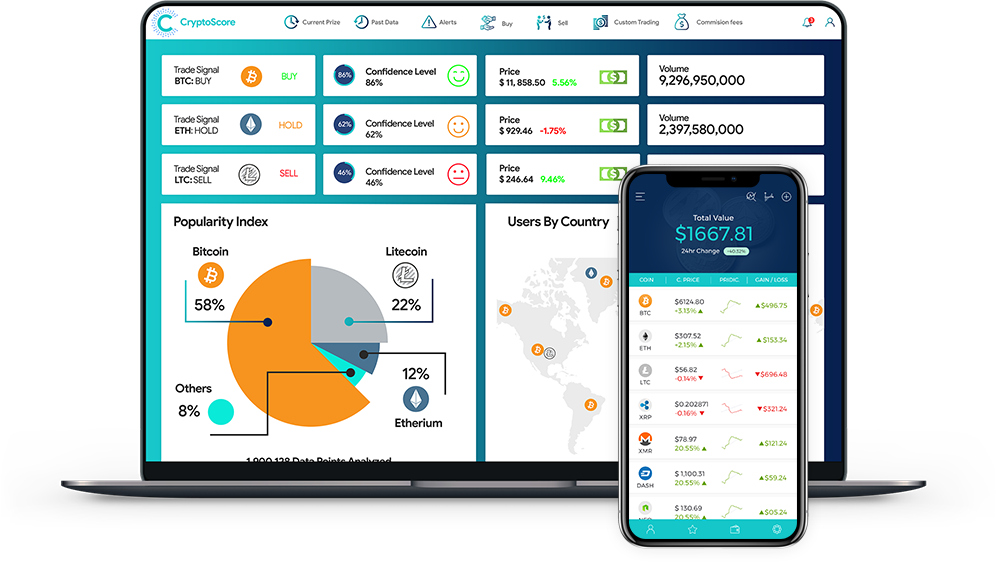 CryptoScore
Current Prize
Past Data
Alerts
Buy
Sell
Custom Trading
Commision fees
Trade Signal
BTC: BUY
BUY
86%
Confidence Level
86%
Price
$ 11, 858.50 5.56%
Volume
9,296,950,000
Trade Signal
ETH: HOLD
HOLD
62%
Confidence Level
62%
Price
$ 929.46 -1.75%
Volume
2,397,580,000
Trade Signal
LTC: SELL
SELL
46%
Confidence Level
46%
Price
$ 246.64 9.46%
Popularity Index
Bitcoin
58%
Litecoin
22%
Others
8%
12%
Etherium
1,900,128 Data Points Analyzed
Users By Country
Total Value
$1667.81
24hr Change +40.32%
COIN C. PRICE PRIDIC. GAIN / LOSS
BTC
$6124.80
+3.13% ▲
▲$496.75
ETH
$307.52
+2.15% ▲
▲$153.34
LTC
$56.82
-0.14% ▼
▼$696.48
XRP
$0.202871
-0.16% ▼
▼$321.24
XMR
$78.97
20.55% ▲
▲$121.24
DASH
$ 1,100.31
20.55% ▲
▲$59.24
NEO
$ 130.69
20.55% ▲
▲$05.24